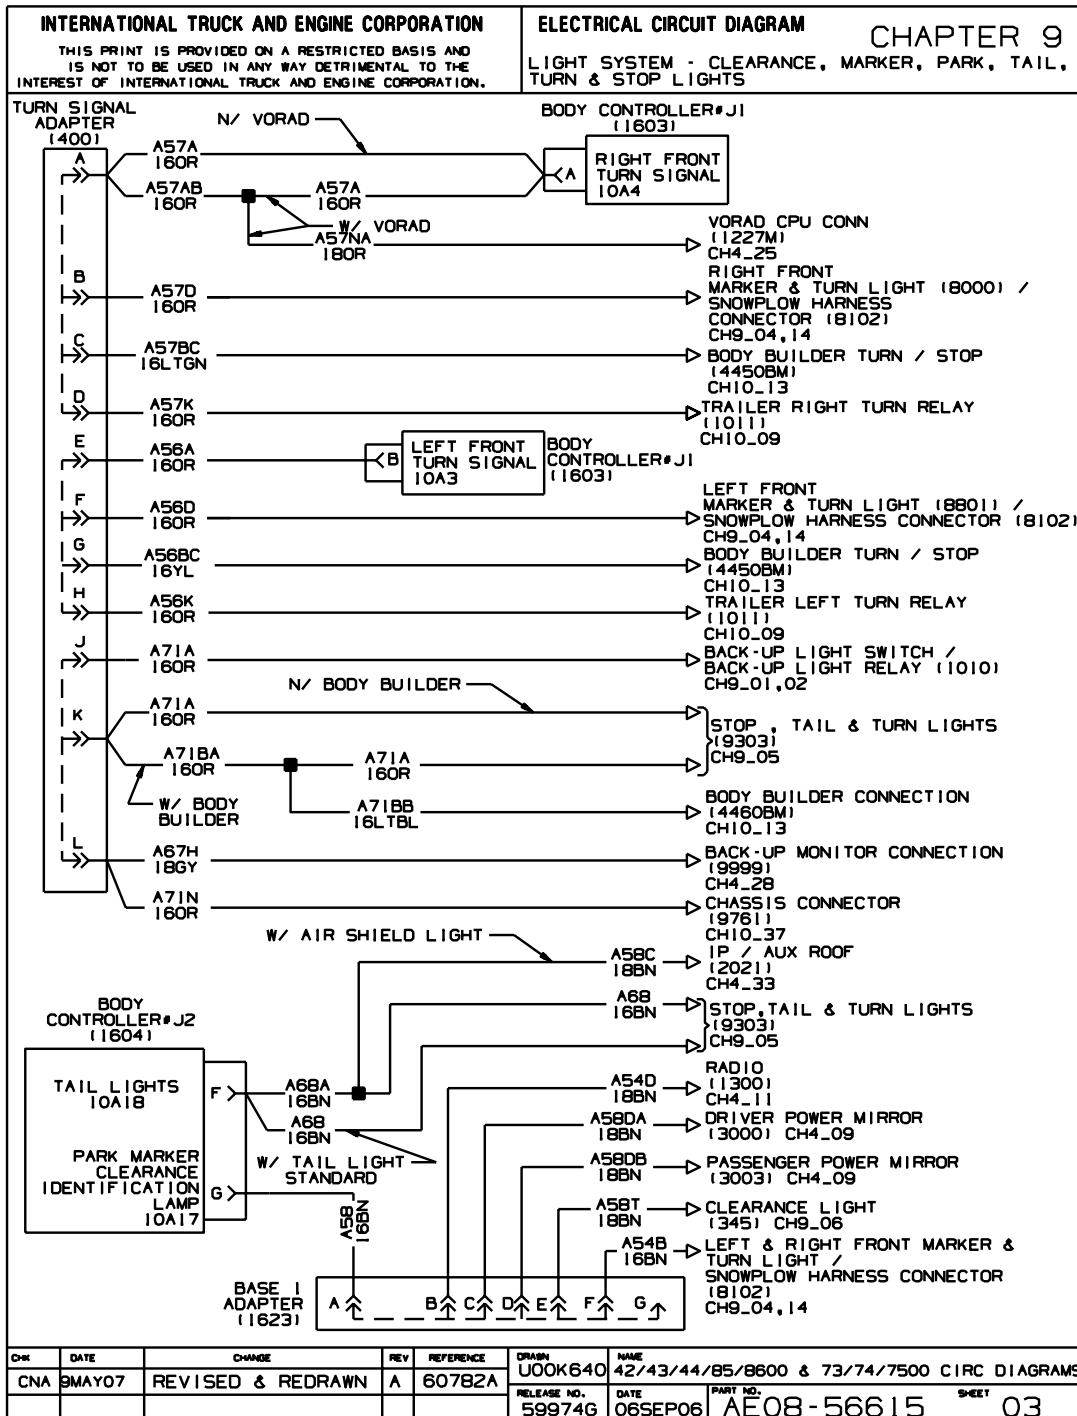 INTERNATIONAL TRUCK AND ENGINE CORPORATION
THIS PRINT IS PROVIDED ON A RESTRICTED BASIS AND
IS NOT TO BE USED IN ANY WAY DETRIMENTAL TO THE
INTEREST OF INTERNATIONAL TRUCK AND ENGINE CORPORATION.
ELECTRICAL CIRCUIT DIAGRAM
CHAPTER 9
LIGHT SYSTEM - CLEARANCE, MARKER, PARK, TAIL,
TURN & STOP LIGHTS
TURN SIGNAL
ADAPTER
(400)
N/ VORAD
BODY CONTROLLER#J1
(1603)
A
A57A
16OR
A
RIGHT FRONT
TURN SIGNAL
10A4
A57AB
16OR
A57A
16OR
W/ VORAD
A57NA
18OR
VORAD CPU CONN
(1227M)
CH4_25
B
A57D
16OR
RIGHT FRONT
MARKER & TURN LIGHT (8000) /
SNOWPLOW HARNESS
CONNECTOR (8102)
CH9_04,14
C
A57BC
16LTGN
BODY BUILDER TURN / STOP
(4450BM)
CH10_13
D
A57K
16OR
TRAILER RIGHT TURN RELAY
(1011)
CH10_09
E
A56A
16OR
B
LEFT FRONT
TURN SIGNAL
10A3
BODY
CONTROLLER#J1
(1603)
F
A56D
16OR
LEFT FRONT
MARKER & TURN LIGHT (8801) /
SNOWPLOW HARNESS CONNECTOR (8102)
CH9_04,14
G
A56BC
16YL
BODY BUILDER TURN / STOP
(4450BM)
CH10_13
H
A56K
16OR
TRAILER LEFT TURN RELAY
(1011)
CH10_09
J
A71A
16OR
BACK-UP LIGHT SWITCH /
BACK-UP LIGHT RELAY (1010)
CH9_01,02
N/ BODY BUILDER
K
A71A
16OR
STOP , TAIL & TURN LIGHTS
(9303)
CH9_05
A71BA
16OR
A71A
16OR
W/ BODY
BUILDER
A71BB
16LTBL
BODY BUILDER CONNECTION
(4460BM)
CH10_13
L
A67H
18GY
BACK-UP MONITOR CONNECTION
(9999)
CH4_28
A71N
16OR
CHASSIS CONNECTOR
(9761)
CH10_37
W/ AIR SHIELD LIGHT
A58C
18BN
IP / AUX ROOF
(2021)
CH4_33
A68
16BN
STOP,TAIL & TURN LIGHTS
(9303)
CH9_05
BODY
CONTROLLER#J2
(1604)
TAIL LIGHTS
10A18
F
A68A
16BN
A68
16BN
W/ TAIL LIGHT
STANDARD
PARK MARKER
CLEARANCE
IDENTIFICATION
LAMP
10A17
G
A58
16BN
A54D
18BN
RADIO
(1300)
CH4_11
A58DA
18BN
DRIVER POWER MIRROR
(3000) CH4_09
A58DB
18BN
PASSENGER POWER MIRROR
(3003) CH4_09
A58T
18BN
CLEARANCE LIGHT
(345) CH9_06
A54B
16BN
LEFT & RIGHT FRONT MARKER &
TURN LIGHT /
SNOWPLOW HARNESS CONNECTOR
(8102)
CH9_04,14
BASE 1
ADAPTER
(1623)
A B C D E F G
CHK DATE CHANGE REV REFERENCE
CNA 9MAY07 REVISED & REDRAWN A 60782A
DRAWN NAME
U00K640 42/43/44/85/8600 & 73/74/7500 CIRC DIAGRAMS
RELEASE NO. DATE PART NO. SHEET
59974G 06SEP06 AE08-56615 03